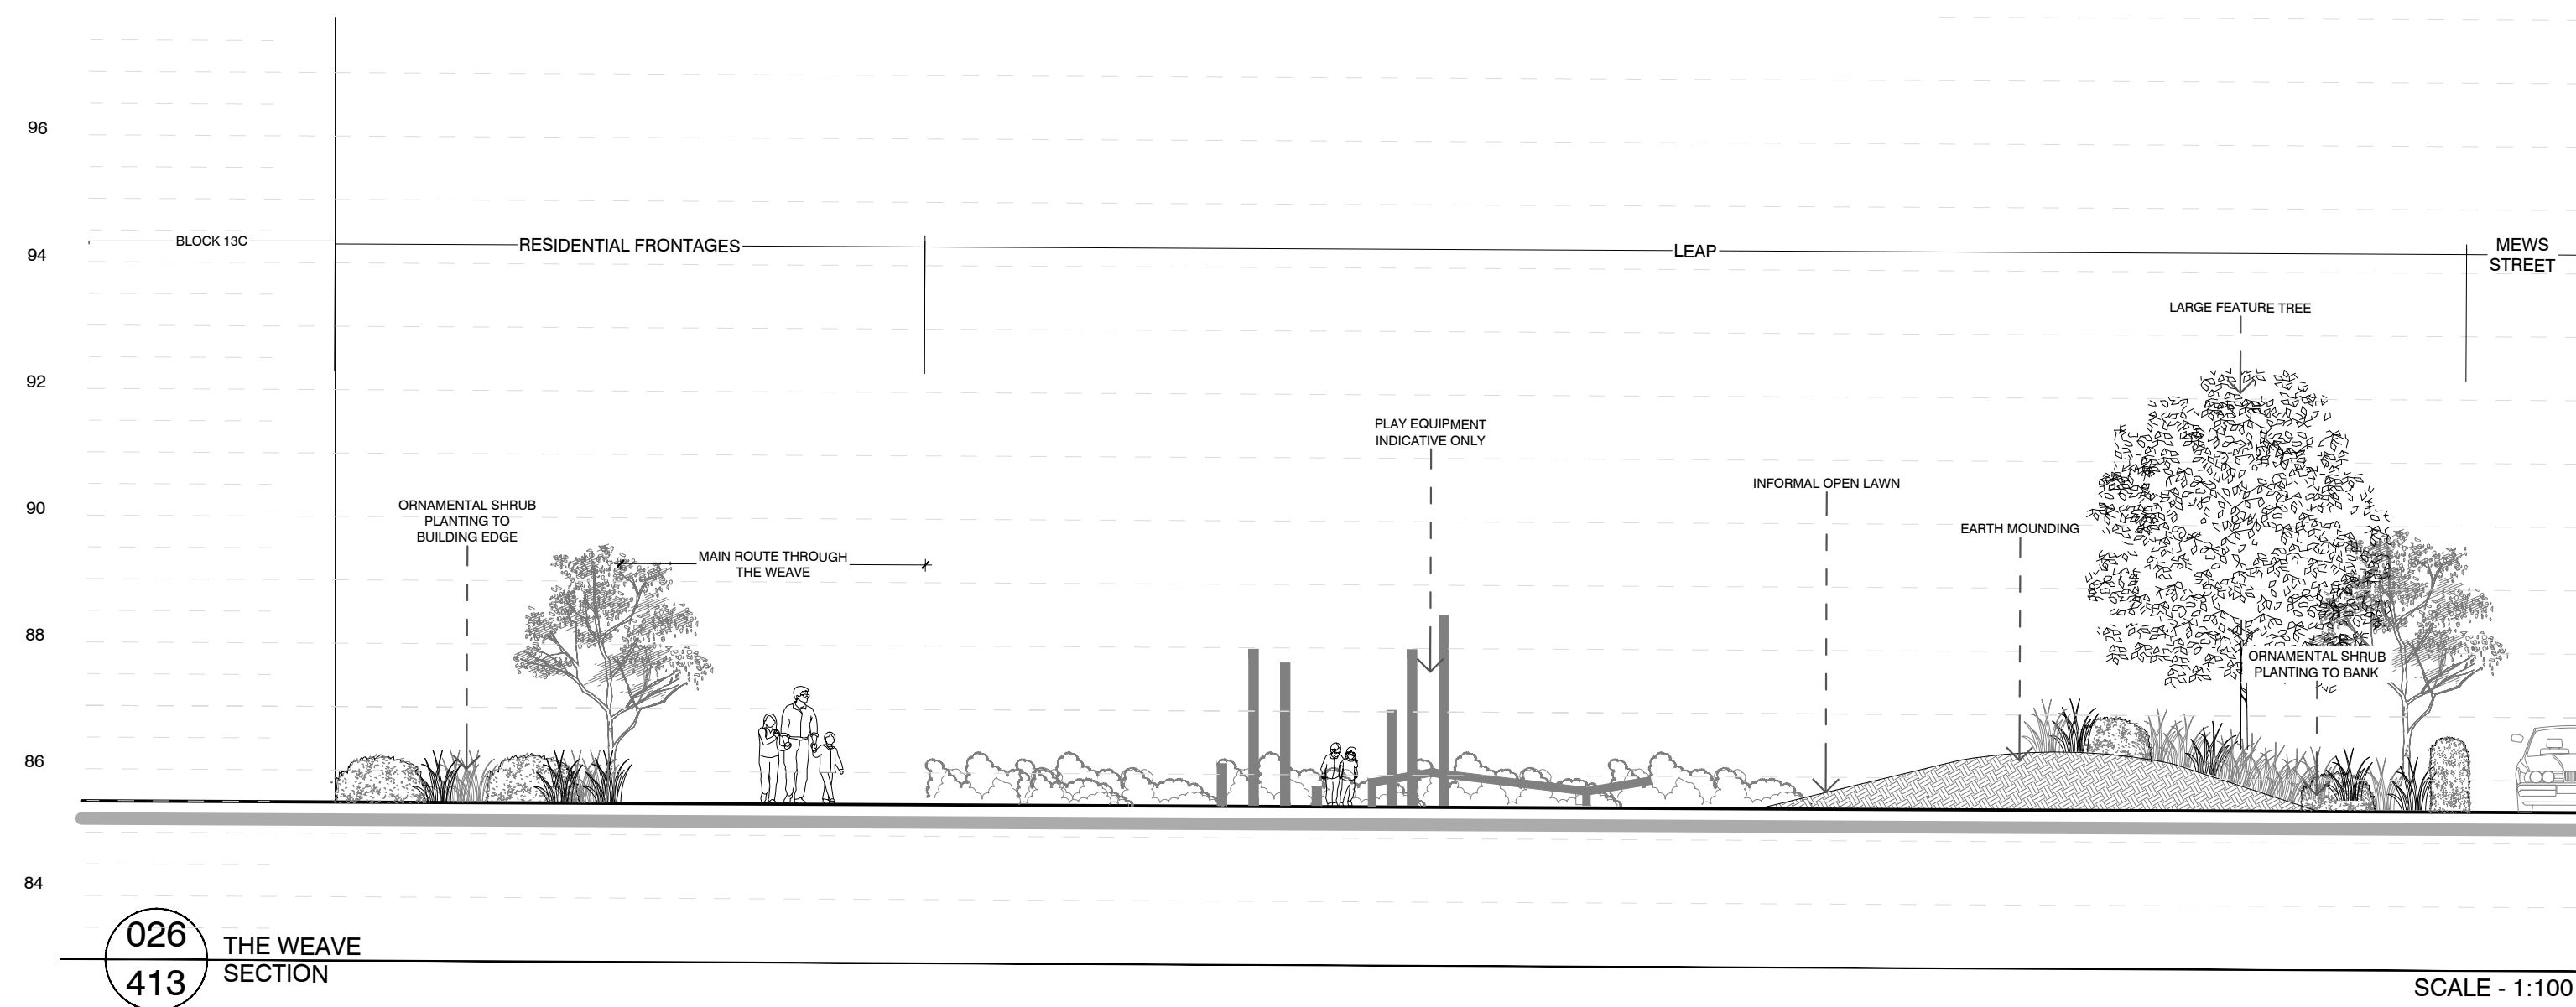 96
BLOCK 13C
RESIDENTIAL FRONTAGES
LEAP
MEWS
STREET
94
LARGE FEATURE TREE
92
PLAY EQUIPMENT
INDICATIVE ONLY
INFORMAL OPEN LAWN
90
ORNAMENTAL SHRUB
PLANTING TO
BUILDING EDGE
EARTH MOUNDING
MAIN ROUTE THROUGH
THE WEAVE
88
ORNAMENTAL SHRUB
PLANTING TO BANK
86
84
026
413
THE WEAVE
SECTION
SCALE - 1:100